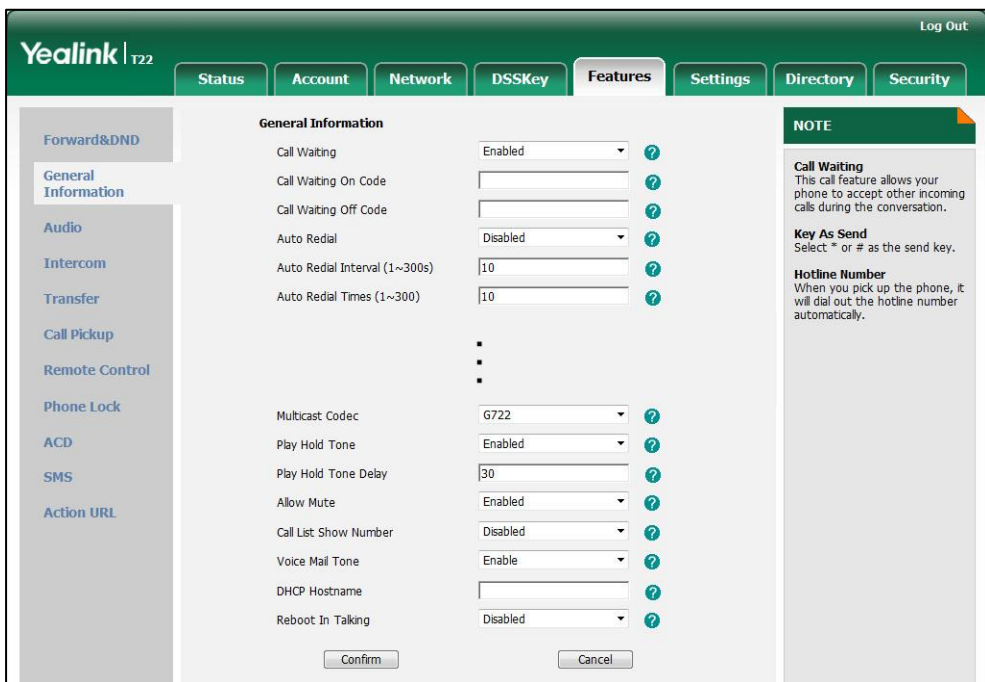 Log Out
Yealink T22
Status Account Network DSSKey Features Settings Directory Security
Forward&DND
General
Information
Audio
Intercom
Transfer
Call Pickup
Remote Control
Phone Lock
ACD
SMS
Action URL
General Information
Call Waiting Enabled ?
Call Waiting On Code ?
Call Waiting Off Code ?
Auto Redial Disabled ?
Auto Redial Interval (1~300s) 10 ?
Auto Redial Times (1~300) 10 ?
Multicast Codec G722 ?
Play Hold Tone Enabled ?
Play Hold Tone Delay 30 ?
Allow Mute Enabled ?
Call List Show Number Disabled ?
Voice Mail Tone Enable ?
DHCP Hostname ?
Reboot In Talking Disabled ?
Confirm Cancel
NOTE
Call Waiting
This call feature allows your
phone to accept other incoming
calls during the conversation.
Key As Send
Select * or # as the send key.
Hotline Number
When you pick up the phone, it
will dial out the hotline number
automatically.